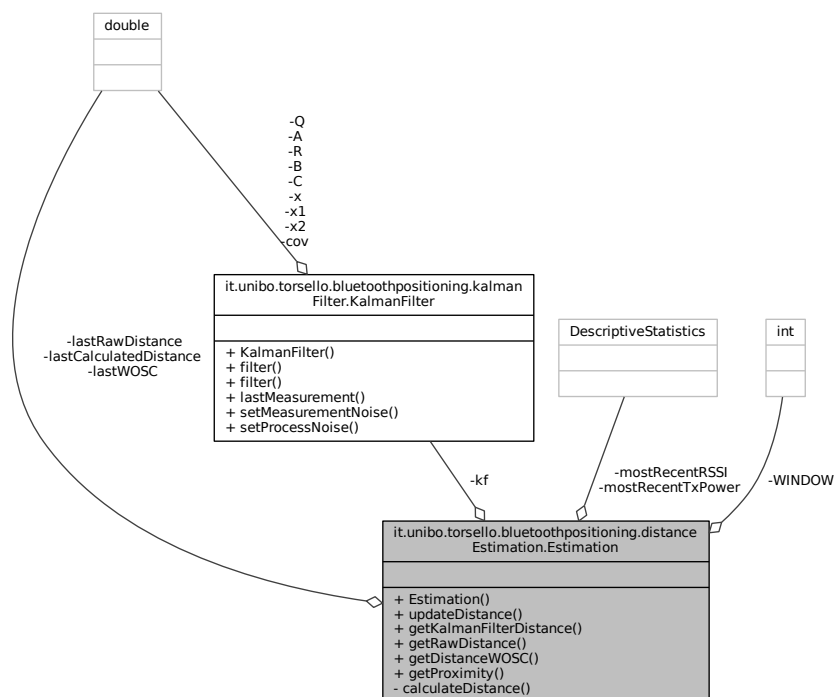 double
-Q
-A
-R
-B
-C
-x
-x1
-x2
-cov
it.unibo.torsello.bluetoothpositioning.kalman
Filter.KalmanFilter
+ KalmanFilter()
+ filter()
+ filter()
+ lastMeasurement()
+ setMeasurementNoise()
+ setProcessNoise()
DescriptiveStatistics
int
-lastRawDistance
-lastCalculatedDistance
-lastWOSC
-kf
-mostRecentRSSI
-mostRecentTxPower
-WINDOW
it.unibo.torsello.bluetoothpositioning.distance
Estimation.Estimation
+ Estimation()
+ updateDistance()
+ getKalmanFilterDistance()
+ getRawDistance()
+ getDistanceWOSC()
+ getProximity()
- calculateDistance()